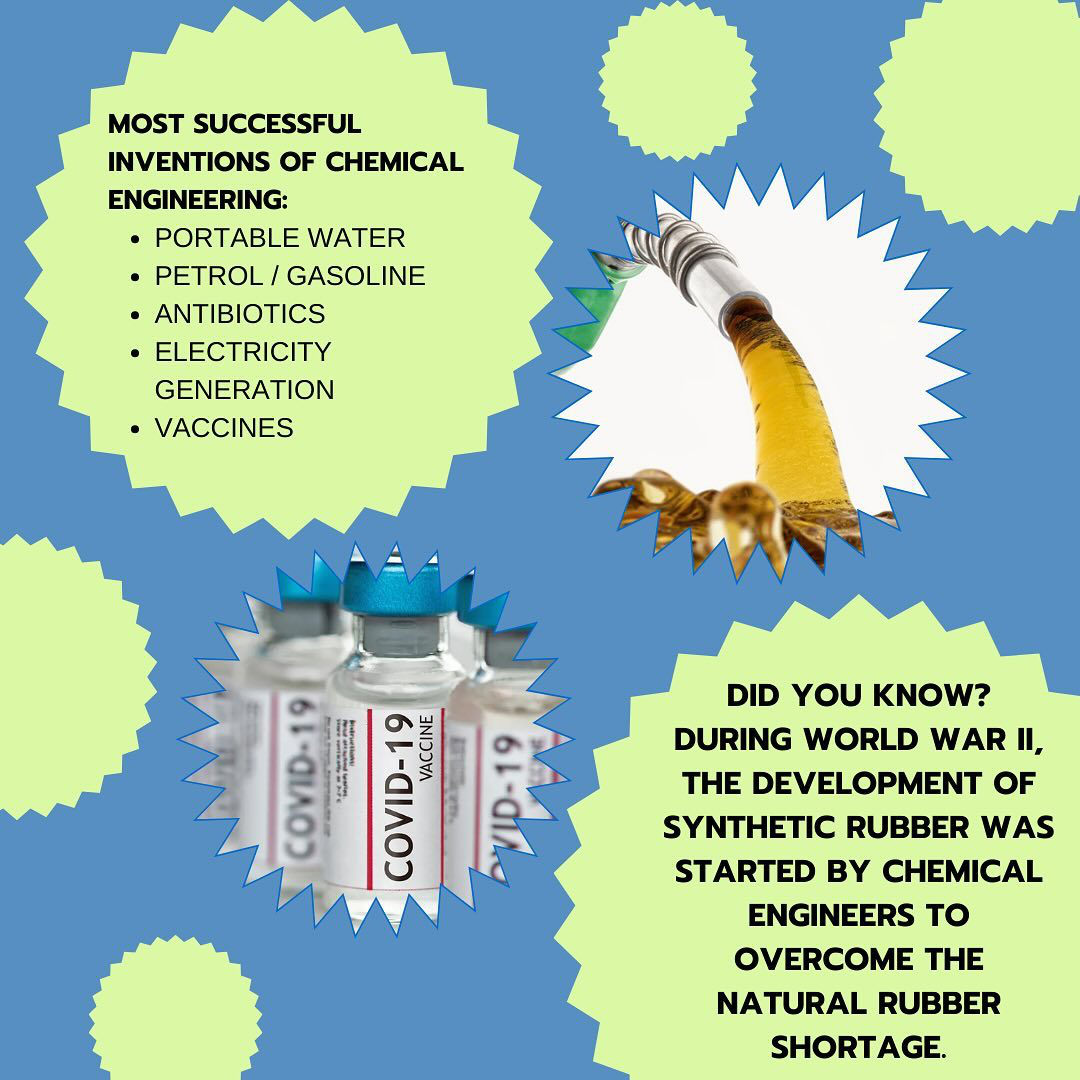 MOST SUCCESSFUL
INVENTIONS OF CHEMICAL
ENGINEERING:
• PORTABLE WATER
• PETROL / GASOLINE
• ANTIBIOTICS
• ELECTRICITY
GENERATION
• VACCINES
COVID-19
COVID-19
VACCINE
OVID-19
DID YOU KNOW?
DURING WORLD WAR II,
THE DEVELOPMENT OF
SYNTHETIC RUBBER WAS
STARTED BY CHEMICAL
ENGINEERS TO
OVERCOME THE
NATURAL RUBBER
SHORTAGE.